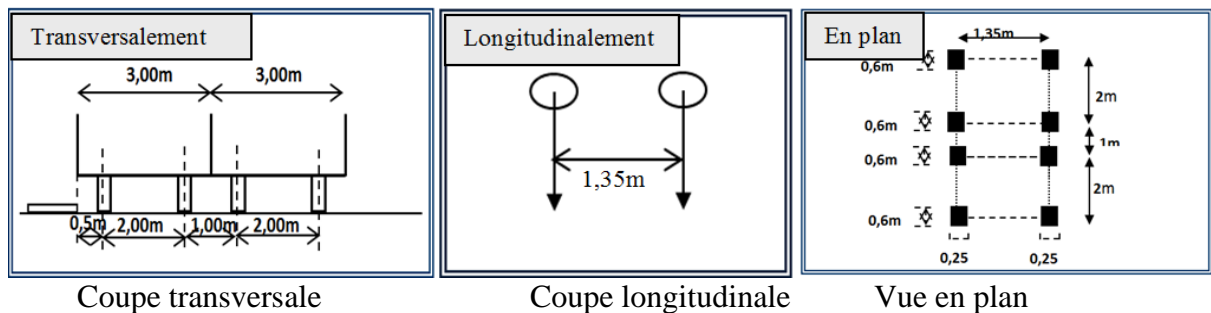 Transversalement
3,00m 3,00m
0,5m 2,00m 1,00m 2,00m
Coupe transversale
Longitudinalement
1,35m
Coupe longitudinale
En plan
1,35m
0,6m
2m
0,6m
1m
0,6m
2m
0,6m
0,25 0,25
Vue en plan